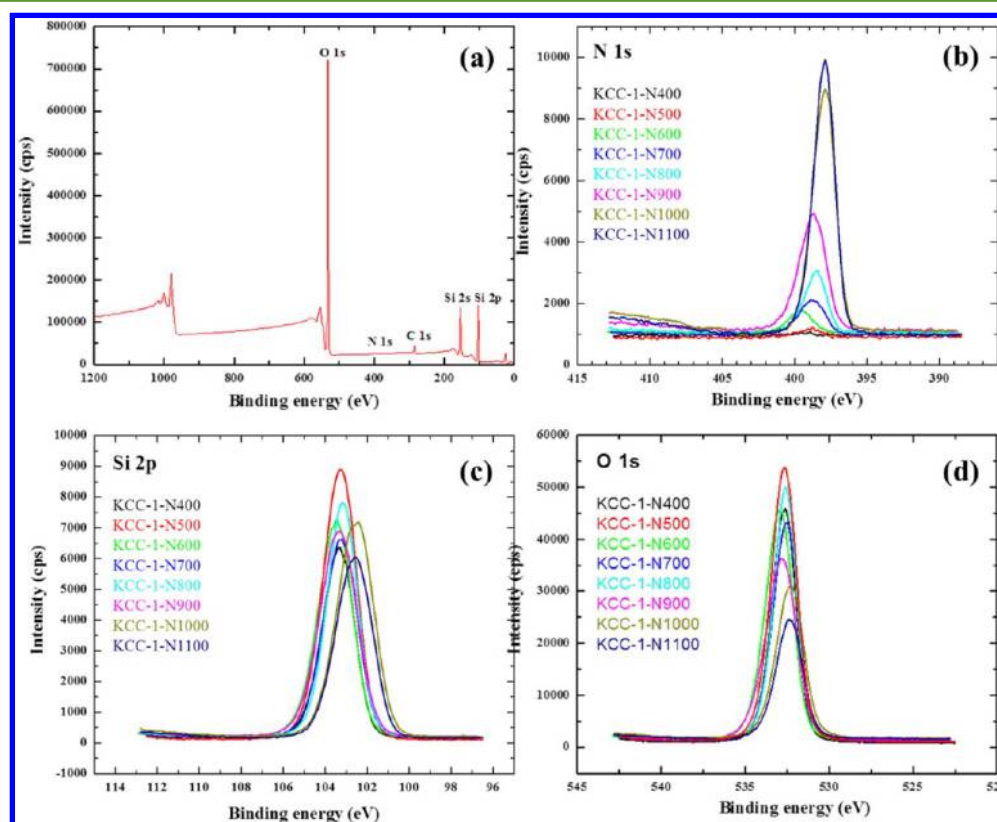 (a)
O 1s
N 1s
C 1s
Si 2s
Si 2p
800000
700000
600000
500000
400000
300000
200000
100000
0
Intensity (cps)
1200 1000 800 600 400 200 0
Binding energy (eV)
N 1s
(b)
KCC-1-N400
KCC-1-N500
KCC-1-N600
KCC-1-N700
KCC-1-N800
KCC-1-N900
KCC-1-N1000
KCC-1-N1100
10000
8000
6000
4000
2000
0
Intensity (cps)
415 410 405 400 395 390
Binding energy (eV)
Si 2p
(c)
KCC-1-N400
KCC-1-N500
KCC-1-N600
KCC-1-N700
KCC-1-N800
KCC-1-N900
KCC-1-N1000
KCC-1-N1100
10000
9000
8000
7000
6000
5000
4000
3000
2000
1000
0
-1000
Intensity (cps)
114 112 110 108 106 104 102 100 98 96
Binding energy (eV)
O 1s
(d)
KCC-1-N400
KCC-1-N500
KCC-1-N600
KCC-1-N700
KCC-1-N800
KCC-1-N900
KCC-1-N1000
KCC-1-N1100
60000
50000
40000
30000
20000
10000
0
Intensity (cps)
545 540 535 530 525
Binding energy (eV)